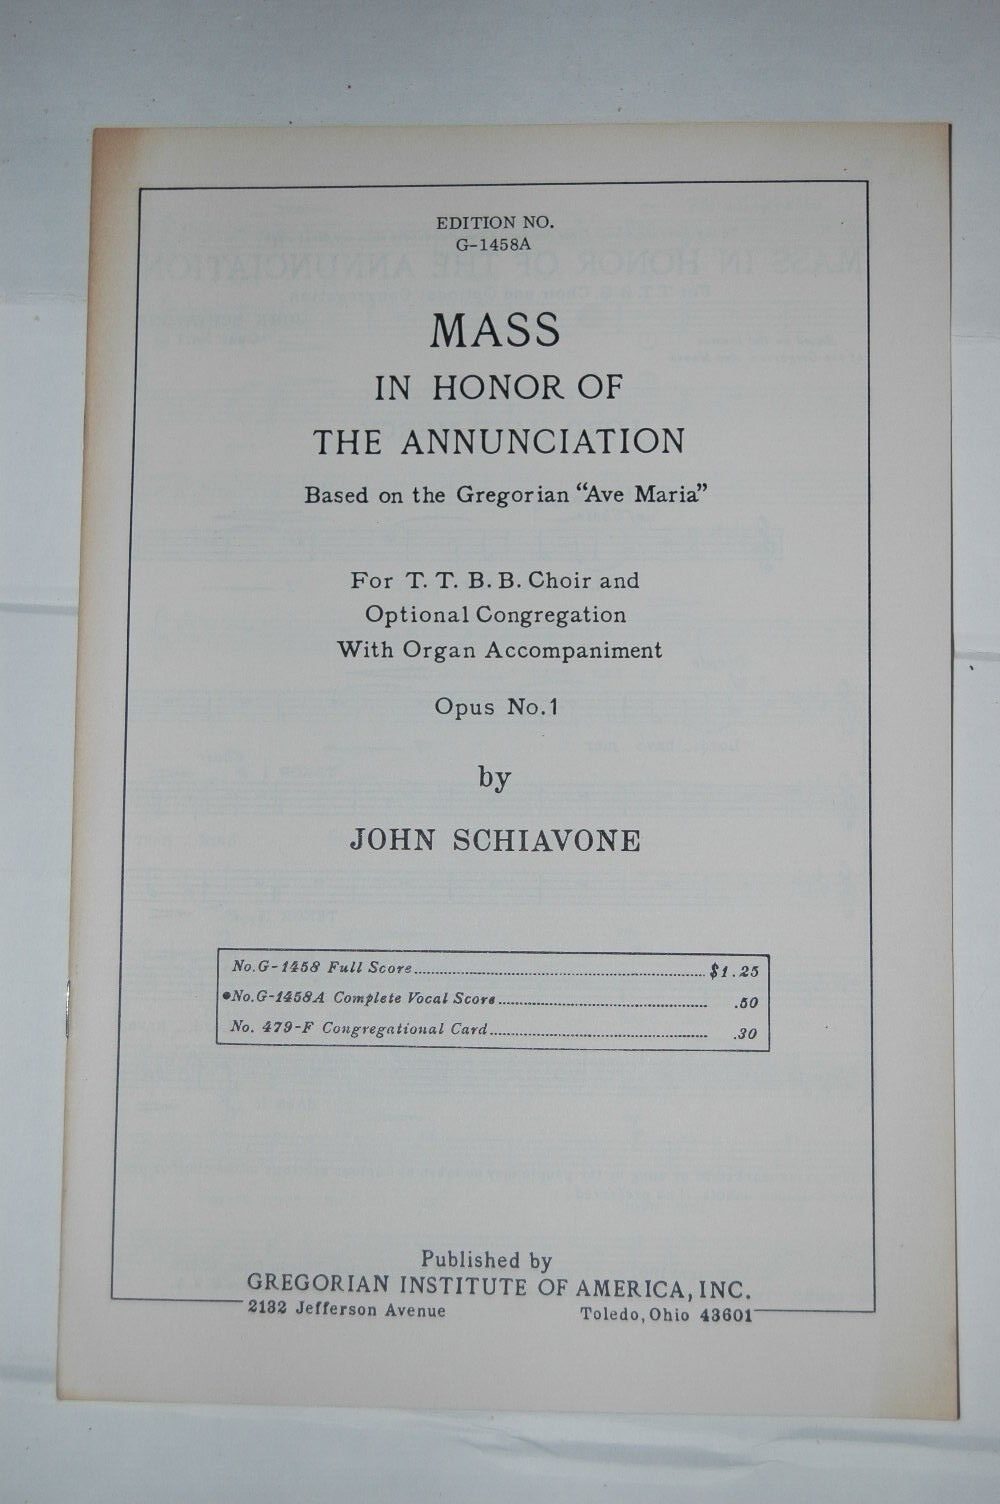 EDITION NO.
G-1458A
MASS
IN HONOR OF
THE ANNUNCIATION
Based on the Gregorian “Ave Maria”
For T. T. B. B. Choir and
Optional Congregation
With Organ Accompaniment
Opus No.1
by
JOHN SCHIAVONE
No.G-1458 Full Score........................................ $1.25
●No.G-1458A Complete Vocal Score........................................ .50
No. 479-F Congregational Card........................................ .30
Published by
GREGORIAN INSTITUTE OF AMERICA, INC.
2132 Jefferson Avenue Toledo, Ohio 43601